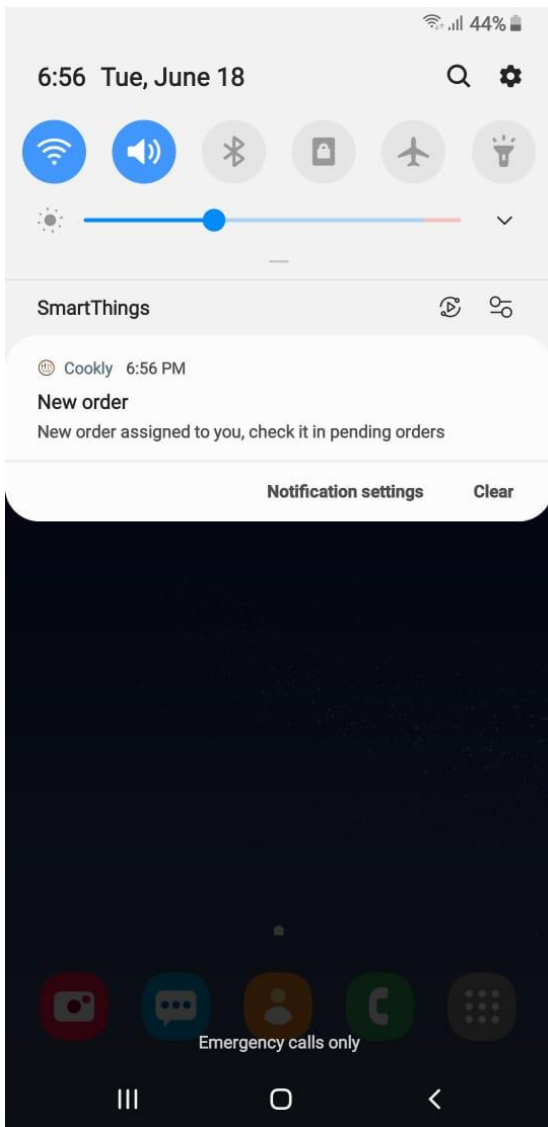 44%
6:56 Tue, June 18
SmartThings
Cookly 6:56 PM
New order
New order assigned to you, check it in pending orders
Notification settings Clear
Emergency calls only